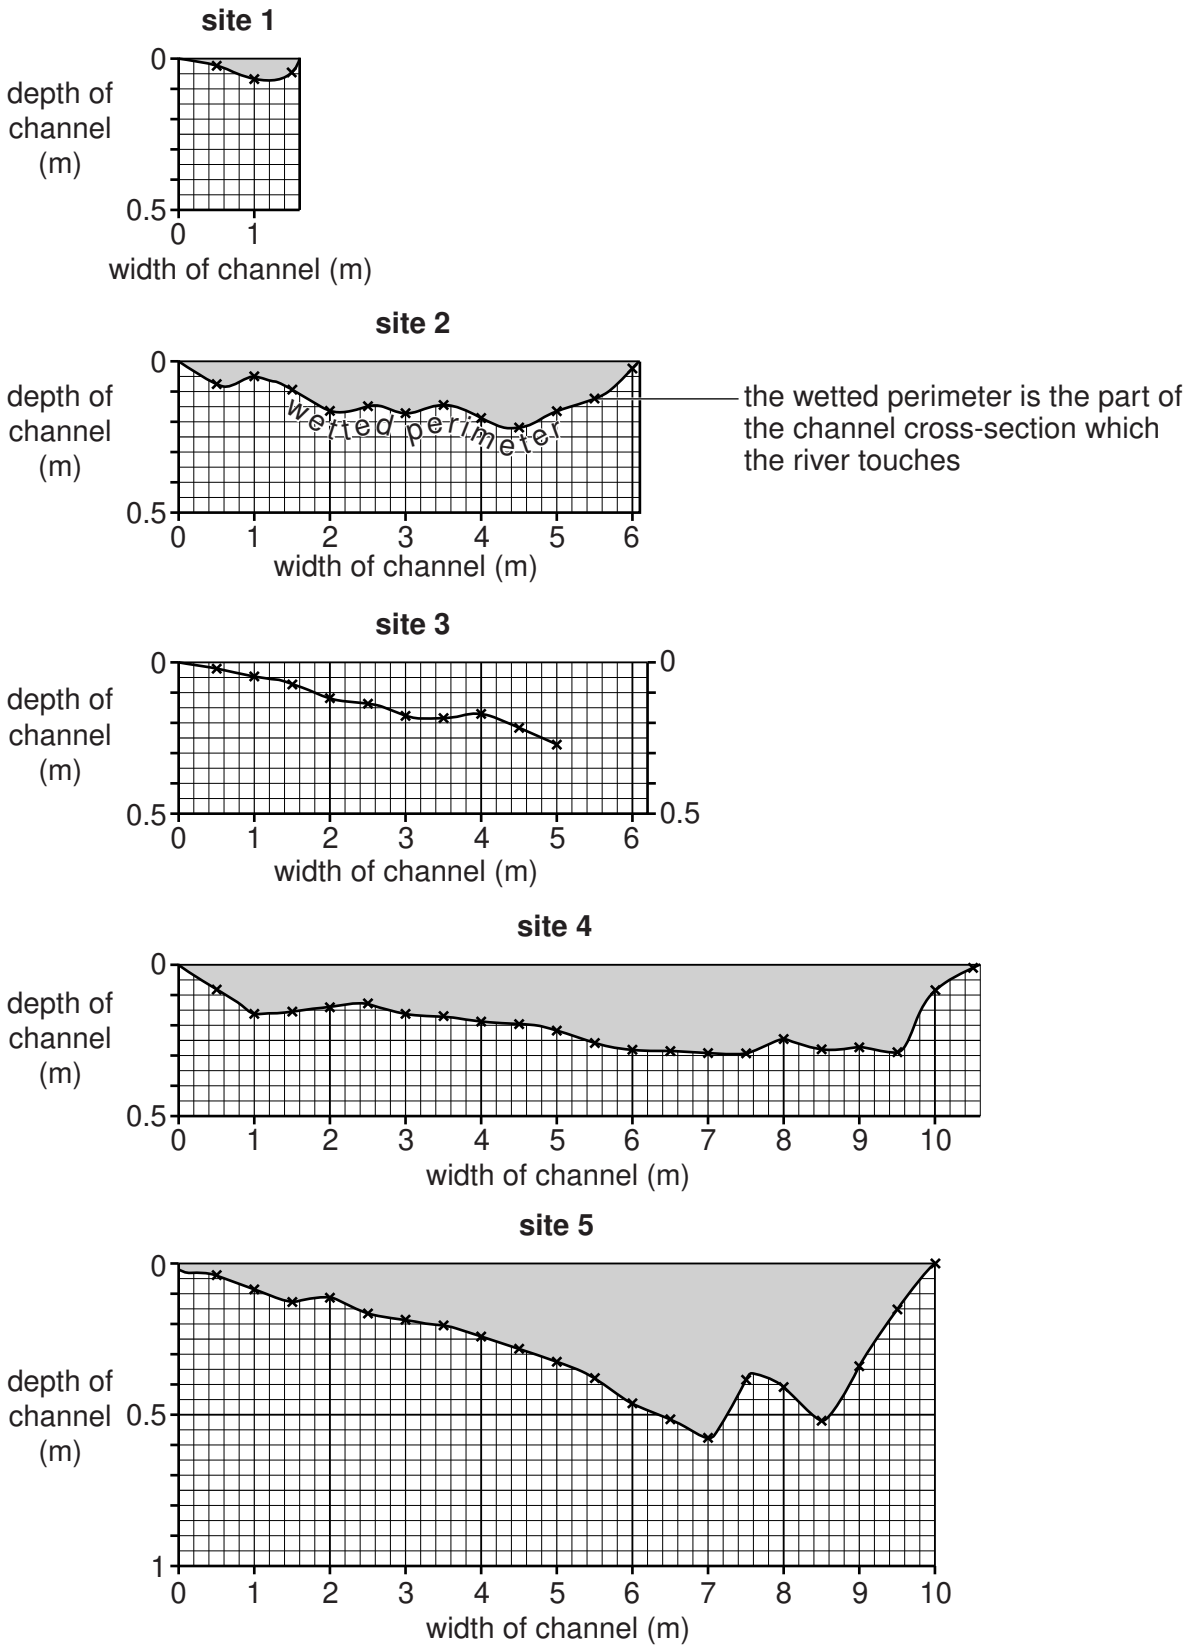 site 1
0
depth of
channel
(m)
0.5
0 1
width of channel (m)
site 2
0
depth of
channel
(m)
0.5
wetted perimeter
the wetted perimeter is the part of
the channel cross-section which
the river touches
0 1 2 3 4 5 6
width of channel (m)
site 3
0 0
depth of
channel
(m)
0.5 0.5
0 1 2 3 4 5 6
width of channel (m)
site 4
0
depth of
channel
(m)
0.5
0 1 2 3 4 5 6 7 8 9 10
width of channel (m)
site 5
0
depth of
channel 0.5
(m)
1
0 1 2 3 4 5 6 7 8 9 10
width of channel (m)